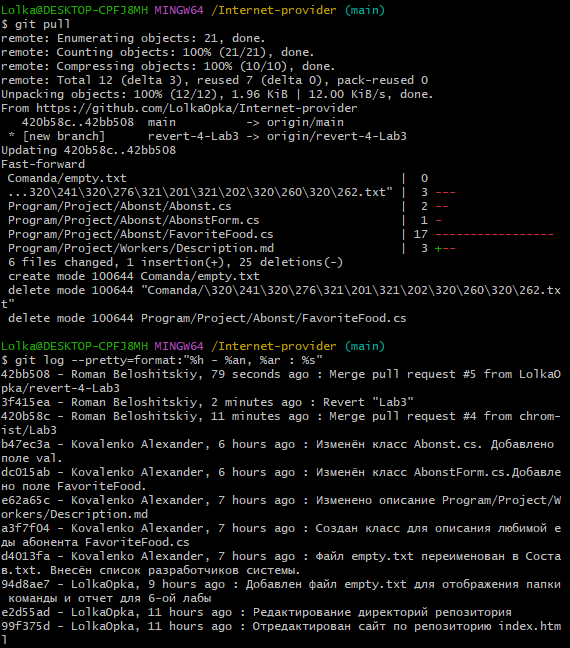 Lolka@DESKTOP-CPFJ8MH MINGW64 /Internet-provider (main)
$ git pull
remote: Enumerating objects: 21, done.
remote: Counting objects: 100% (21/21), done.
remote: Compressing objects: 100% (10/10), done.
remote: Total 12 (delta 3), reused 7 (delta 0), pack-reused 0
Unpacking objects: 100% (12/12), 1.96 KiB | 12.00 KiB/s, done.
From https://github.com/LolkaOpka/Internet-provider
   420b58c..42bb508  main           -> origin/main
 * [new branch]      revert-4-Lab3 -> origin/revert-4-Lab3
Updating 420b58c..42bb508
Fast-forward
 Comanda/empty.txt                                  |  0
 ...320\241\320\276\321\201\321\202\320\260\320\262.txt" |  3 ---
 Program/Project/Abonst/Abonst.cs                   |  2 --
 Program/Project/Abonst/AbonstForm.cs               |  1 -
 Program/Project/Abonst/FavoriteFood.cs             | 17 -----------------
 Program/Project/Workers/Description.md             |  3 +--
 6 files changed, 1 insertion(+), 25 deletions(-)
 create mode 100644 Comanda/empty.txt
 delete mode 100644 "Comanda/\320\241\320\276\321\201\321\202\320\260\320\262.tx
t"
 delete mode 100644 Program/Project/Abonst/FavoriteFood.cs
Lolka@DESKTOP-CPFJ8MH MINGW64 /Internet-provider (main)
$ git log --pretty=format:"%h - %an, %ar : %s"
42bb508 - Roman Beloshitskiy, 79 seconds ago : Merge pull request #5 from LolkaO
pka/revert-4-Lab3
3f415ea - Roman Beloshitskiy, 2 minutes ago : Revert "Lab3"
420b58c - Roman Beloshitskiy, 11 minutes ago : Merge pull request #4 from chrom-
ist/Lab3
b47ec3a - Kovalenko Alexander, 6 hours ago : Изменён класс Abonst.cs. Добавлено
поле val.
dc015ab - Kovalenko Alexander, 6 hours ago : Изменён класс AbonstForm.cs.Добавле
но поле FavoriteFood.
e62a65c - Kovalenko Alexander, 7 hours ago : Изменено описание Program/Project/W
orkers/Description.md
a3f7f04 - Kovalenko Alexander, 7 hours ago : Создан класс для описания любимой е
ды абонента FavoriteFood.cs
d4013fa - Kovalenko Alexander, 7 hours ago : Файл empty.txt переименован в Соста
в.txt. Внесён список разработчиков системы.
94d8ae7 - LolkaOpka, 9 hours ago : Добавлен файл empty.txt для отображения папки
 команды и отчет для 6-ой лабы
e2d55ad - LolkaOpka, 11 hours ago : Редактирование директорий репозитория
99f375d - LolkaOpka, 11 hours ago : Отредактирован сайт по репозиторию index.htm
l